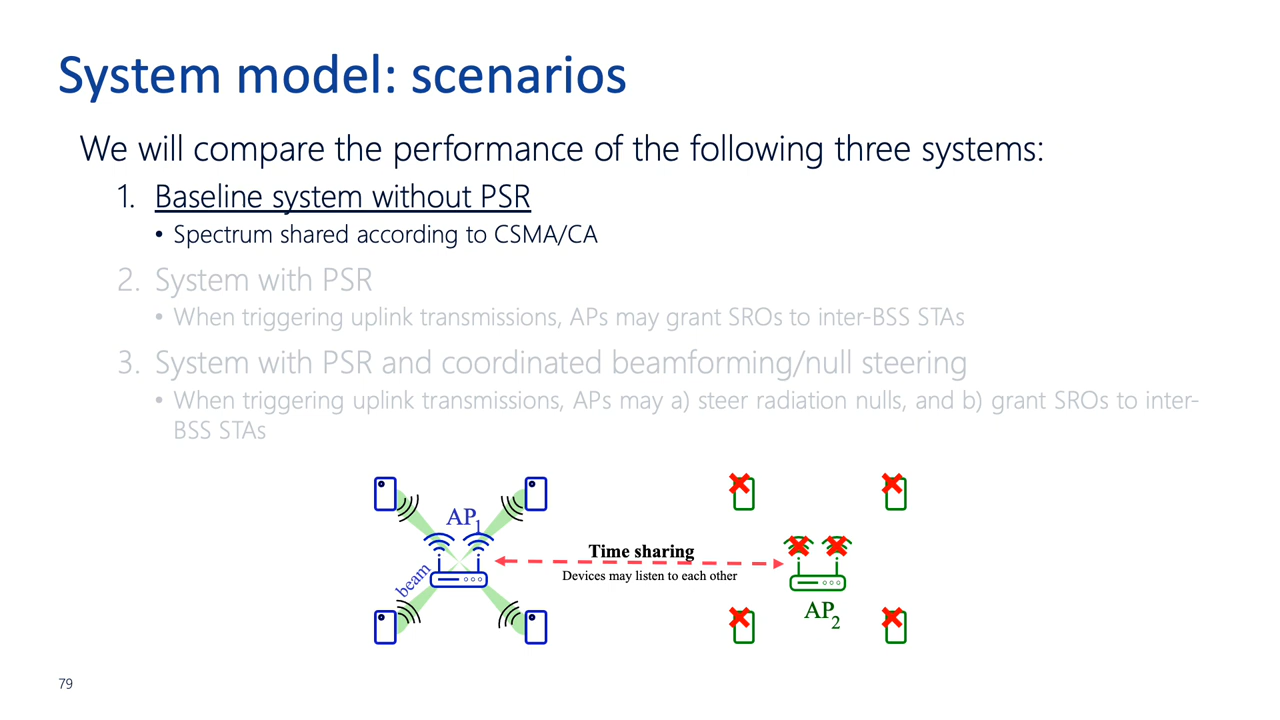 System model: scenarios
We will compare the performance of the following three systems:
1. Baseline system without PSR
• Spectrum shared according to CSMA/CA
2. System with PSR
• When triggering uplink transmissions, APs may grant SROs to inter-BSS STAs
3. System with PSR and coordinated beamforming/null steering
• When triggering uplink transmissions, APs may a) steer radiation nulls, and b) grant SROs to inter-
BSS STAs
AP1
beam
Time sharing
Devices may listen to each other
AP2
79